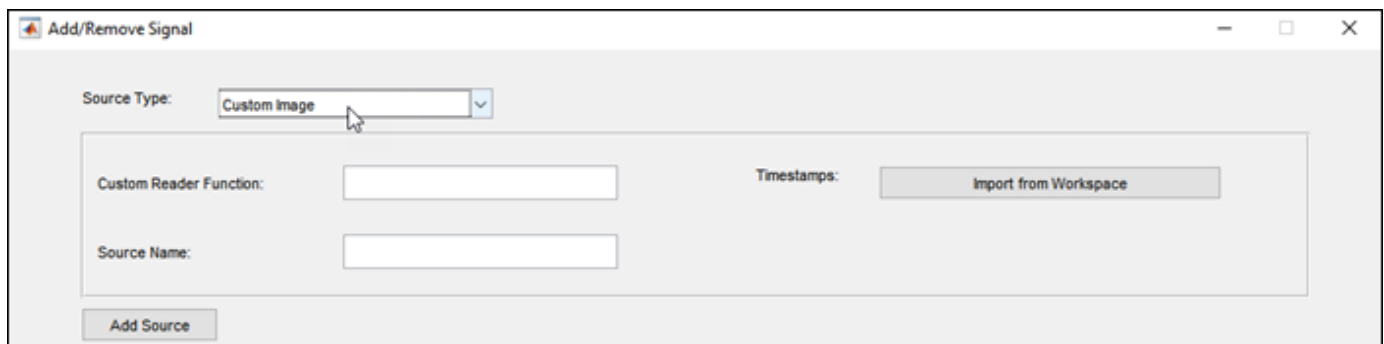 Add/Remove Signal
Source Type: Custom Image
Custom Reader Function: Timestamps: Import from Workspace
Source Name:
Add Source